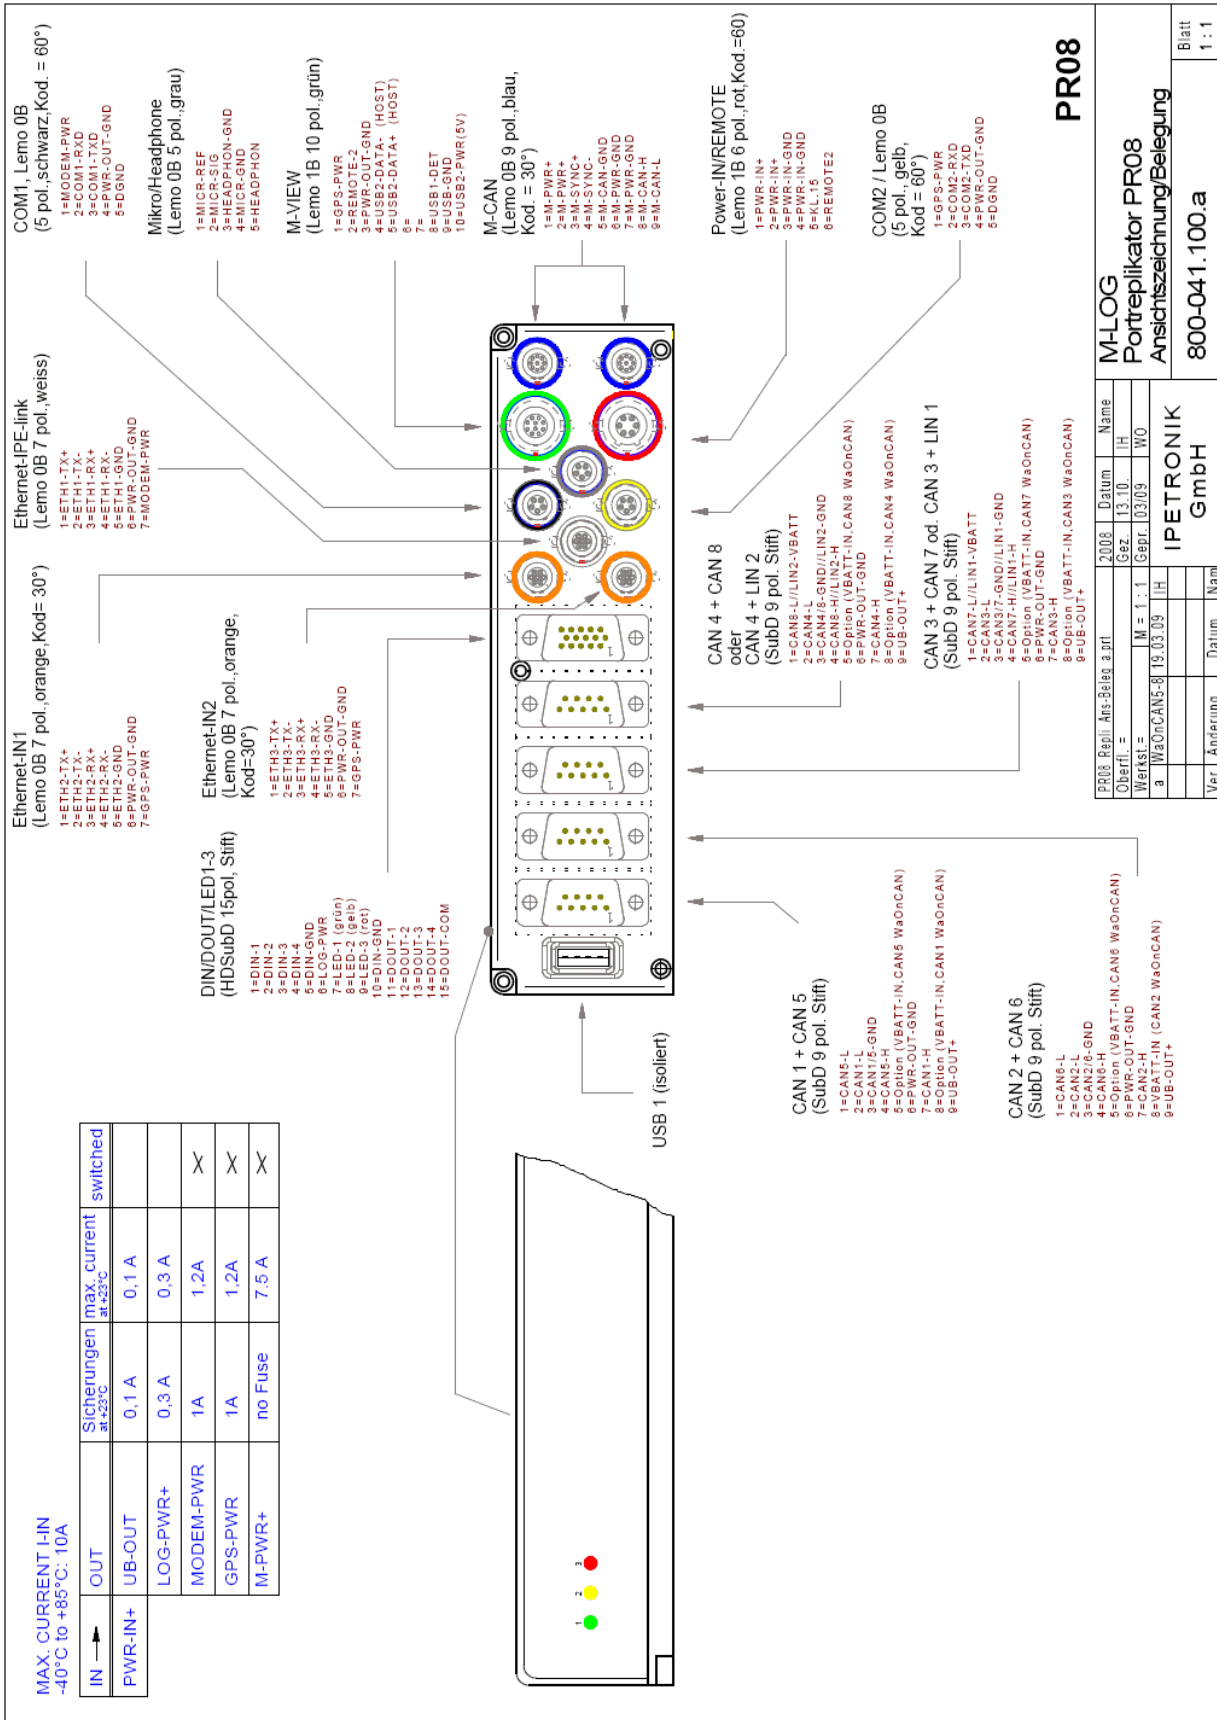 MAX. CURRENT I-IN
-40°C to +85°C: 10A
IN OUT Sicherungen at +23°C max. current at +23°C switched
PWR-IN+ UB-OUT 0,1 A 0,1 A
LOG-PWR+ 0,3 A 0,3 A
MODEM-PWR 1A 1,2A ×
GPS-PWR 1A 1,2A ×
M-PWR+ no Fuse 7.5 A ×
1 2 3
Ethernet-IN1
(Lemo 0B 7 pol.,orange,Kod= 30°)
1=ETH2-TX+
2=ETH2-TX-
3=ETH2-RX+
4=ETH2-RX-
5=ETH2-GND
6=PWR-OUT-GND
7=GPS-PWR
Ethernet-IPE-link
(Lemo 0B 7 pol.,weiss)
1=ETH1-TX+
2=ETH1-TX-
3=ETH1-RX+
4=ETH1-RX-
5=ETH1-GND
6=PWR-OUT-GND
7=MODEM-PWR
COM1, Lemo 0B
(5 pol.,schwarz,Kod. = 60°)
1=MODEM-PWR
2=COM1-RXD
3=COM1-TXD
4=PWR-OUT-GND
5=DGND
Mikro/Headphone
(Lemo 0B 5 pol.,grau)
1=MICR-REF
2=MICR-SIG
3=HEADPHON-GND
4=MICR-GND
5=HEADPHON
M-VIEW
(Lemo 1B 10 pol.,grün)
1=GPS-PWR
2=REMOTE-2
3=PWR-OUT-GND
4=USB2-DATA- (HOST)
5=USB2-DATA+ (HOST)
6=
7=
8=USB1-DET
9=USB-GND
10=USB2-PWR(5V)
M-CAN
(Lemo 0B 9 pol.,blau,
Kod. = 30°)
1=M-PWR+
2=M-PWR+
3=M-SYNC+
4=M-SYNC-
5=M-CAN-GND
6=M-PWR-GND
7=M-PWR-GND
8=M-CAN-H
9=M-CAN-L
Ethernet-IN2
(Lemo 0B 7 pol.,orange,
Kod=30°)
1=ETH3-TX+
2=ETH3-TX-
3=ETH3-RX+
4=ETH3-RX-
5=ETH3-GND
6=PWR-OUT-GND
7=GPS-PWR
DIN/DOUT/LED1-3
(HDSubD 15pol, Stift)
1=DIN-1
2=DIN-2
3=DIN-3
4=DIN-4
5=DIN-GND
6=LOG-PWR
7=LED-1 (grün)
8=LED-2 (gelb)
9=LED-3 (rot)
10=DIN-GND
11=DOUT-1
12=DOUT-2
13=DOUT-3
14=DOUT-4
15=DOUT-COM
1
1
1
1
1
USB 1 (isoliert)
Power-IN/REMOTE
(Lemo 1B 6 pol.,rot,Kod.=60)
1=PWR-IN+
2=PWR-IN+
3=PWR-IN-GND
4=PWR-IN-GND
5=KL.15
6=REMOTE2
COM2 / Lemo 0B
(5 pol., gelb,
Kod = 60°)
1=GPS-PWR
2=COM2-RXD
3=COM2-TXD
4=PWR-OUT-GND
5=DGND
CAN 4 + CAN 8
oder
CAN 4 + LIN 2
(SubD 9 pol. Stift)
1=CAN8-L//LIN2-VBATT
2=CAN4-L
3=CAN4/8-GND//LIN2-GND
4=CAN8-H//LIN2-H
5=Option (VBATT-IN,CAN8 WaOnCAN)
6=PWR-OUT-GND
7=CAN4-H
8=Option (VBATT-IN,CAN4 WaOnCAN)
9=UB-OUT+
CAN 3 + CAN 7 od. CAN 3 + LIN 1
(SubD 9 pol. Stift)
1=CAN7-L//LIN1-VBATT
2=CAN3-L
3=CAN3/7-GND//LIN1-GND
4=CAN7-H//LIN1-H
5=Option (VBATT-IN,CAN7 WaOnCAN)
6=PWR-OUT-GND
7=CAN3-H
8=Option (VBATT-IN,CAN3 WaOnCAN)
9=UB-OUT+
CAN 1 + CAN 5
(SubD 9 pol. Stift)
1=CAN5-L
2=CAN1-L
3=CAN1/5-GND
4=CAN5-H
5=Option (VBATT-IN,CAN5 WaOnCAN)
6=PWR-OUT-GND
7=CAN1-H
8=Option (VBATT-IN,CAN1 WaOnCAN)
9=UB-OUT+
CAN 2 + CAN 6
(SubD 9 pol. Stift)
1=CAN6-L
2=CAN2-L
3=CAN2/6-GND
4=CAN6-H
5=Option (VBATT-IN,CAN6 WaOnCAN)
6=PWR-OUT-GND
7=CAN2-H
8=VBATT-IN (CAN2 WaOnCAN)
9=UB-OUT+
PR08
PR08 Repli Ans-Beleg a.prt 2008 Datum Name
Oberfl. = Gez. 13.10. IH
Werkst.= M = 1 : 1 Gepr. 03/09 WO
a WaOnCAN5-8 19.03.09 IH
Ver. Änderung Datum Nam
IPETRONIK
GmbH
M-LOG
Portreplikator PR08
Ansichtszeichnung/Belegung
800-041.100.a
Blatt
1 : 1